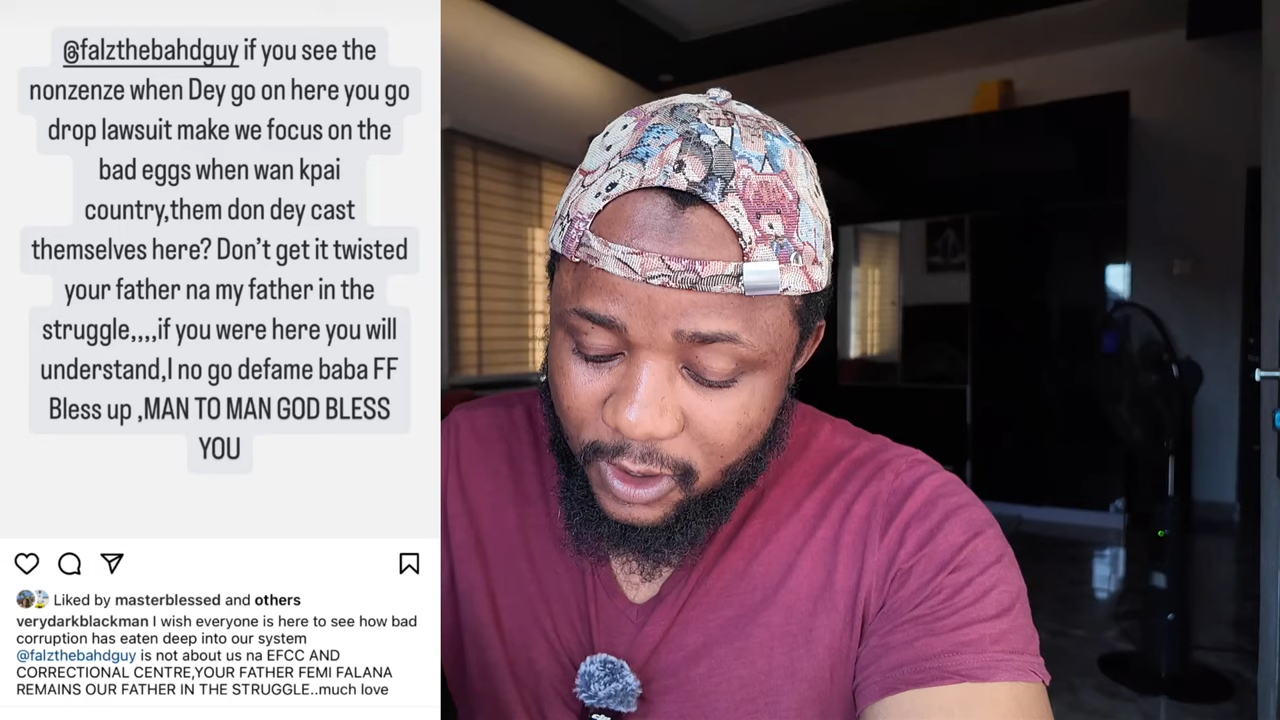 @falzthebahdguy if you see the
nonzenze when Dey go on here you go
drop lawsuit make we focus on the
bad eggs when wan kpai
country,them don dey cast
themselves here? Don't get it twisted
your father na my father in the
struggle,,,,if you were here you will
understand,I no go defame baba FF
Bless up ,MAN TO MAN GOD BLESS
YOU
Liked by masterblessed and others
verydarkblackman I wish everyone is here to see how bad
corruption has eaten deep into our system
@falzthebahdguy is not about us na EFCC AND
CORRECTIONAL CENTRE,YOUR FATHER FEMI FALANA
REMAINS OUR FATHER IN THE STRUGGLE..much love